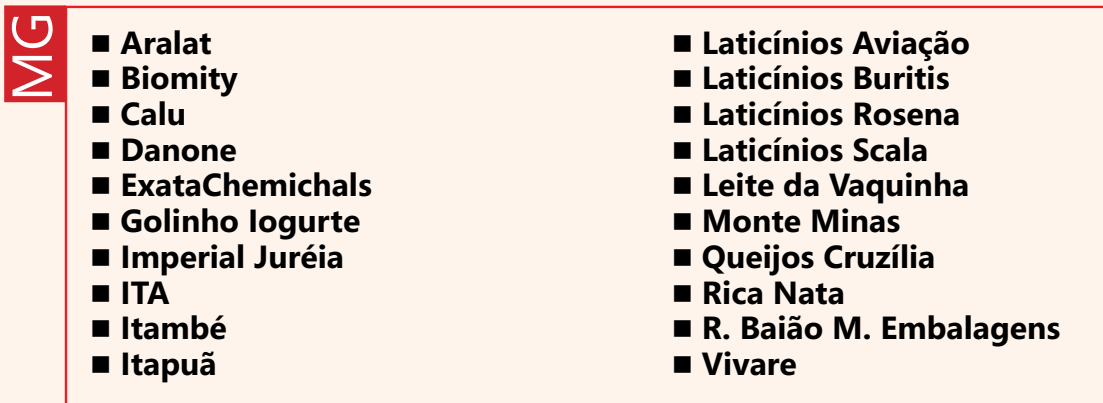 MG
■ Aralat
■ Biomity
■ Calu
■ Danone
■ ExataChemichals
■ Golinho Iogurte
■ Imperial Juréia
■ ITA
■ Itambé
■ Itapuã
■ Laticínios Aviação
■ Laticínios Buritis
■ Laticínios Rosena
■ Laticínios Scala
■ Leite da Vaquinha
■ Monte Minas
■ Queijos Cruzília
■ Rica Nata
■ R. Baião M. Embalagens
■ Vivare